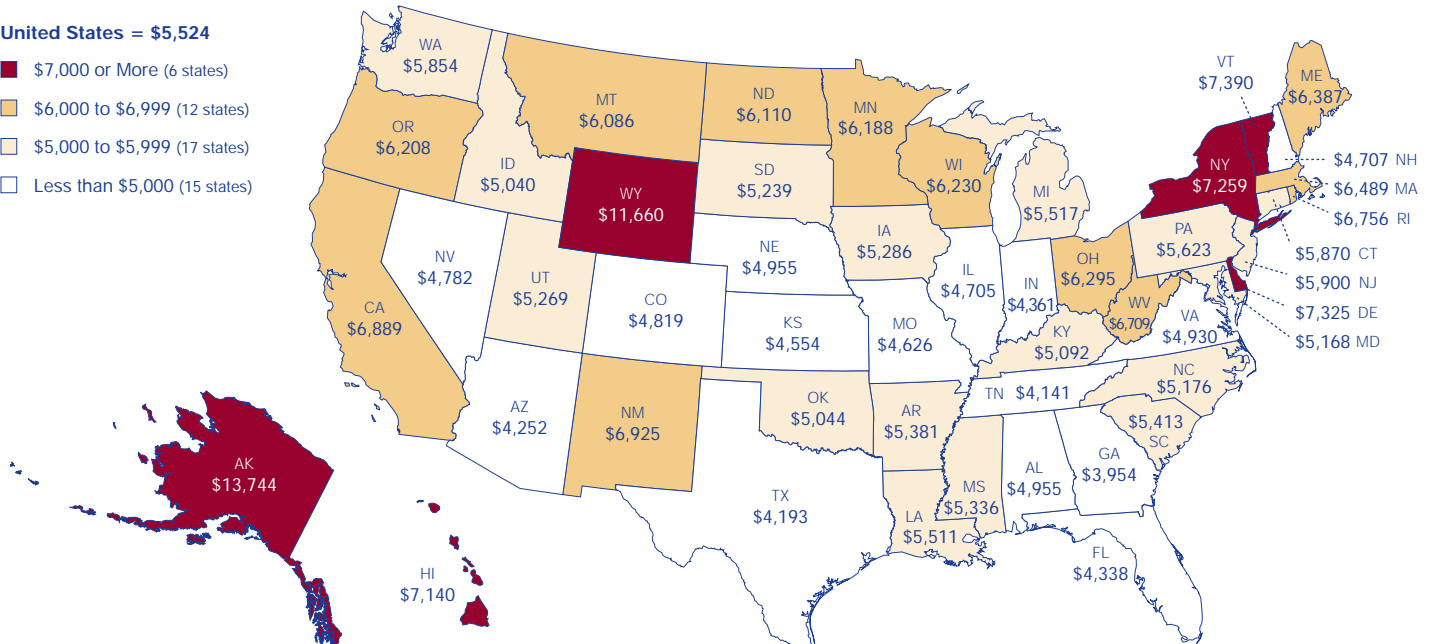 United States = $5,524
$7,000 or More (6 states)
$6,000 to $6,999 (12 states)
$5,000 to $5,999 (17 states)
Less than $5,000 (15 states)
WA
$5,854
OR
$6,208
CA
$6,889
ID
$5,040
NV
$4,782
MT
$6,086
WY
$11,660
UT
$5,269
AZ
$4,252
CO
$4,819
NM
$6,925
ND
$6,110
SD
$5,239
NE
$4,955
KS
$4,554
OK
$5,044
TX
$4,193
MN
$6,188
IA
$5,286
MO
$4,626
AR
$5,381
LA
$5,511
WI
$6,230
IL
$4,705
MI
$5,517
IN
$4,361
OH
$6,295
KY
$5,092
TN $4,141
MS
$5,336
AL
$4,955
GA
$3,954
FL
$4,338
$5,413
SC
NC
$5,176
VA
$4,930
WV
$6,709
PA
$5,623
NY
$7,259
VT
$7,390
ME
$6,387
$4,707 NH
$6,489 MA
$6,756 RI
$5,870 CT
$5,900 NJ
$7,325 DE
$5,168 MD
AK
$13,744
HI
$7,140